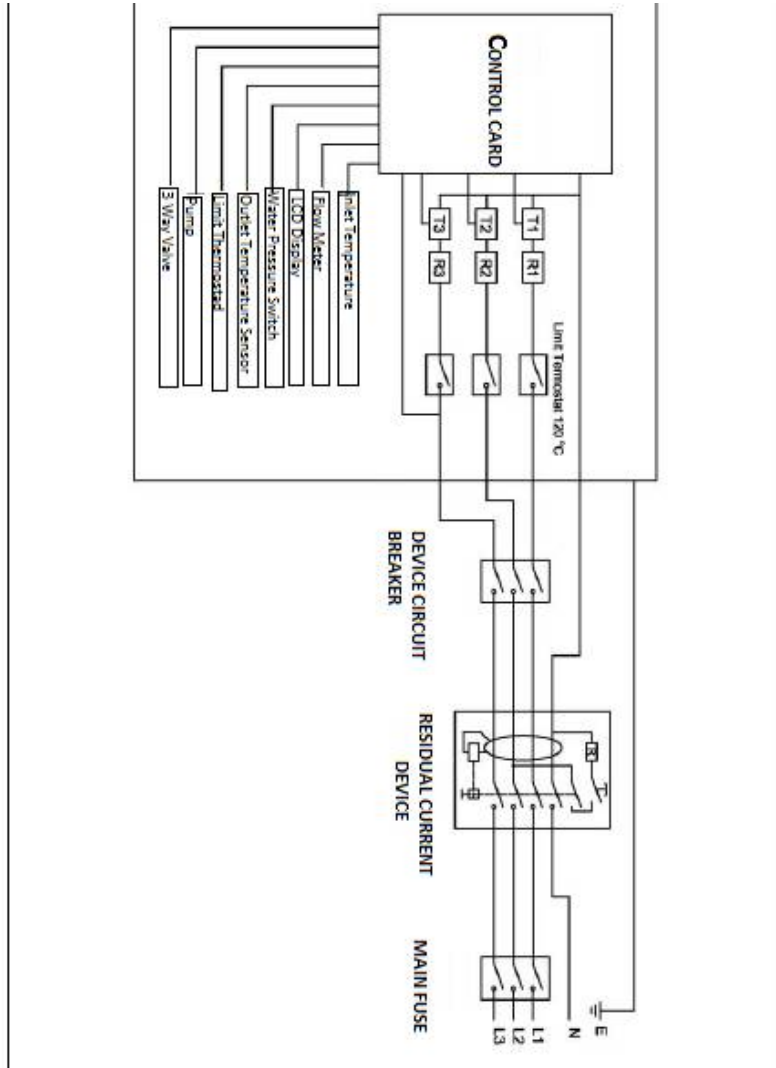 CONTROL CARD
T1
R1
T2
R2
T3
R3
Limit Termostat 120 °C
Inlet Temperature
Flow Meter
LCD Display
Water Pressure Switch
Outlet Temperature Sensor
Limit Thermostad
Pump
3 Way Valve
DEVICE CIRCUIT
BREAKER
RESIDUAL CURRENT
DEVICE
R
T
MAIN FUSE
E
N
L1
L2
L3